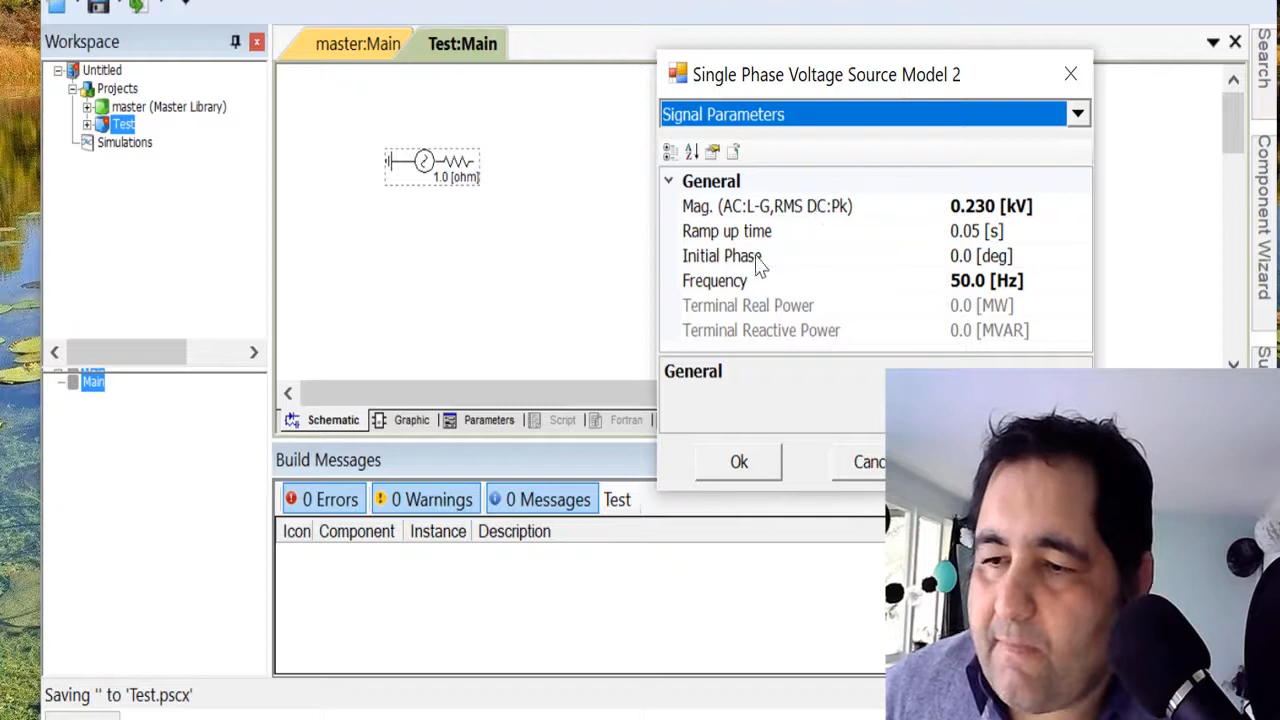 Workspace
Untitled
Projects
master (Master Library)
Test
Simulations
Main
master:Main
Test:Main
1.0 [ohm]
Single Phase Voltage Source Model 2
Signal Parameters
General
Mag. (AC:L-G,RMS DC:Pk) 0.230 [kV]
Ramp up time 0.05 [s]
Initial Phase 0.0 [deg]
Frequency 50.0 [Hz]
Terminal Real Power 0.0 [MW]
Terminal Reactive Power 0.0 [MVAR]
General
Ok
Search
Component Wizard
Schematic Graphic Parameters Script Fortran
Build Messages
0 Errors 0 Warnings 0 Messages Test
Icon Component Instance Description
Saving '' to 'Test.pscx'